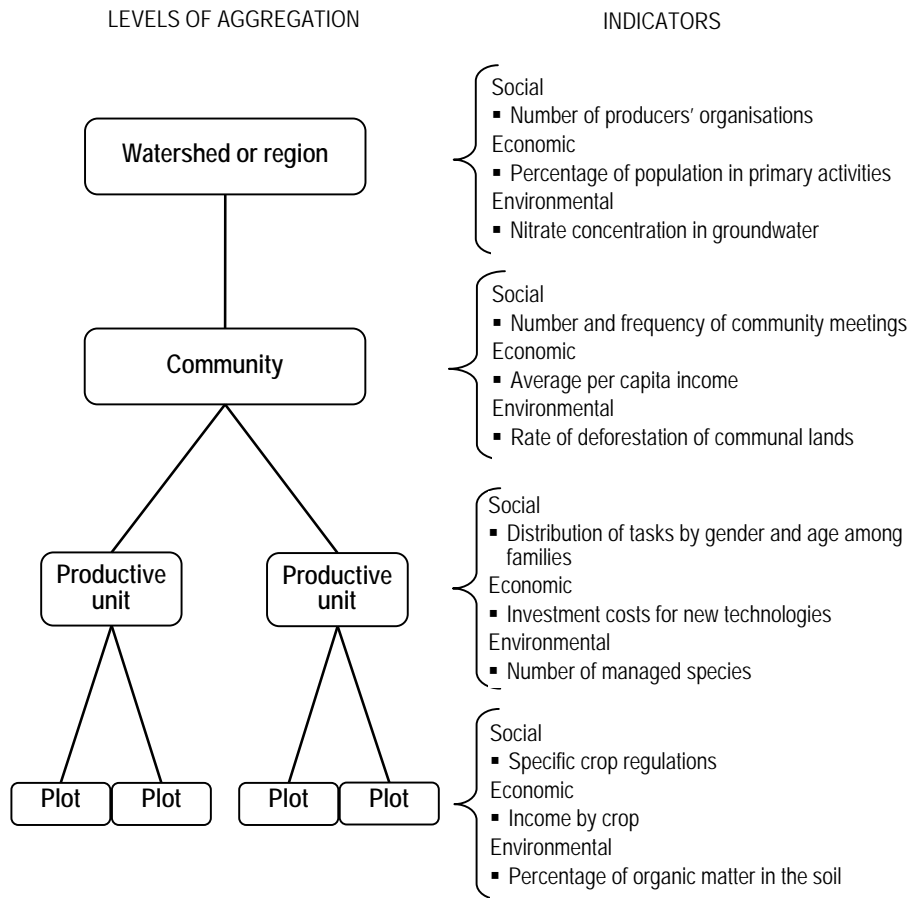 LEVELS OF AGGREGATION
INDICATORS
Watershed or region
Social
▪ Number of producers’ organisations
Economic
▪ Percentage of population in primary activities
Environmental
▪ Nitrate concentration in groundwater
Community
Social
▪ Number and frequency of community meetings
Economic
▪ Average per capita income
Environmental
▪ Rate of deforestation of communal lands
Productive
unit
Productive
unit
Social
▪ Distribution of tasks by gender and age among
families
Economic
▪ Investment costs for new technologies
Environmental
▪ Number of managed species
Plot
Plot
Plot
Plot
Social
▪ Specific crop regulations
Economic
▪ Income by crop
Environmental
▪ Percentage of organic matter in the soil